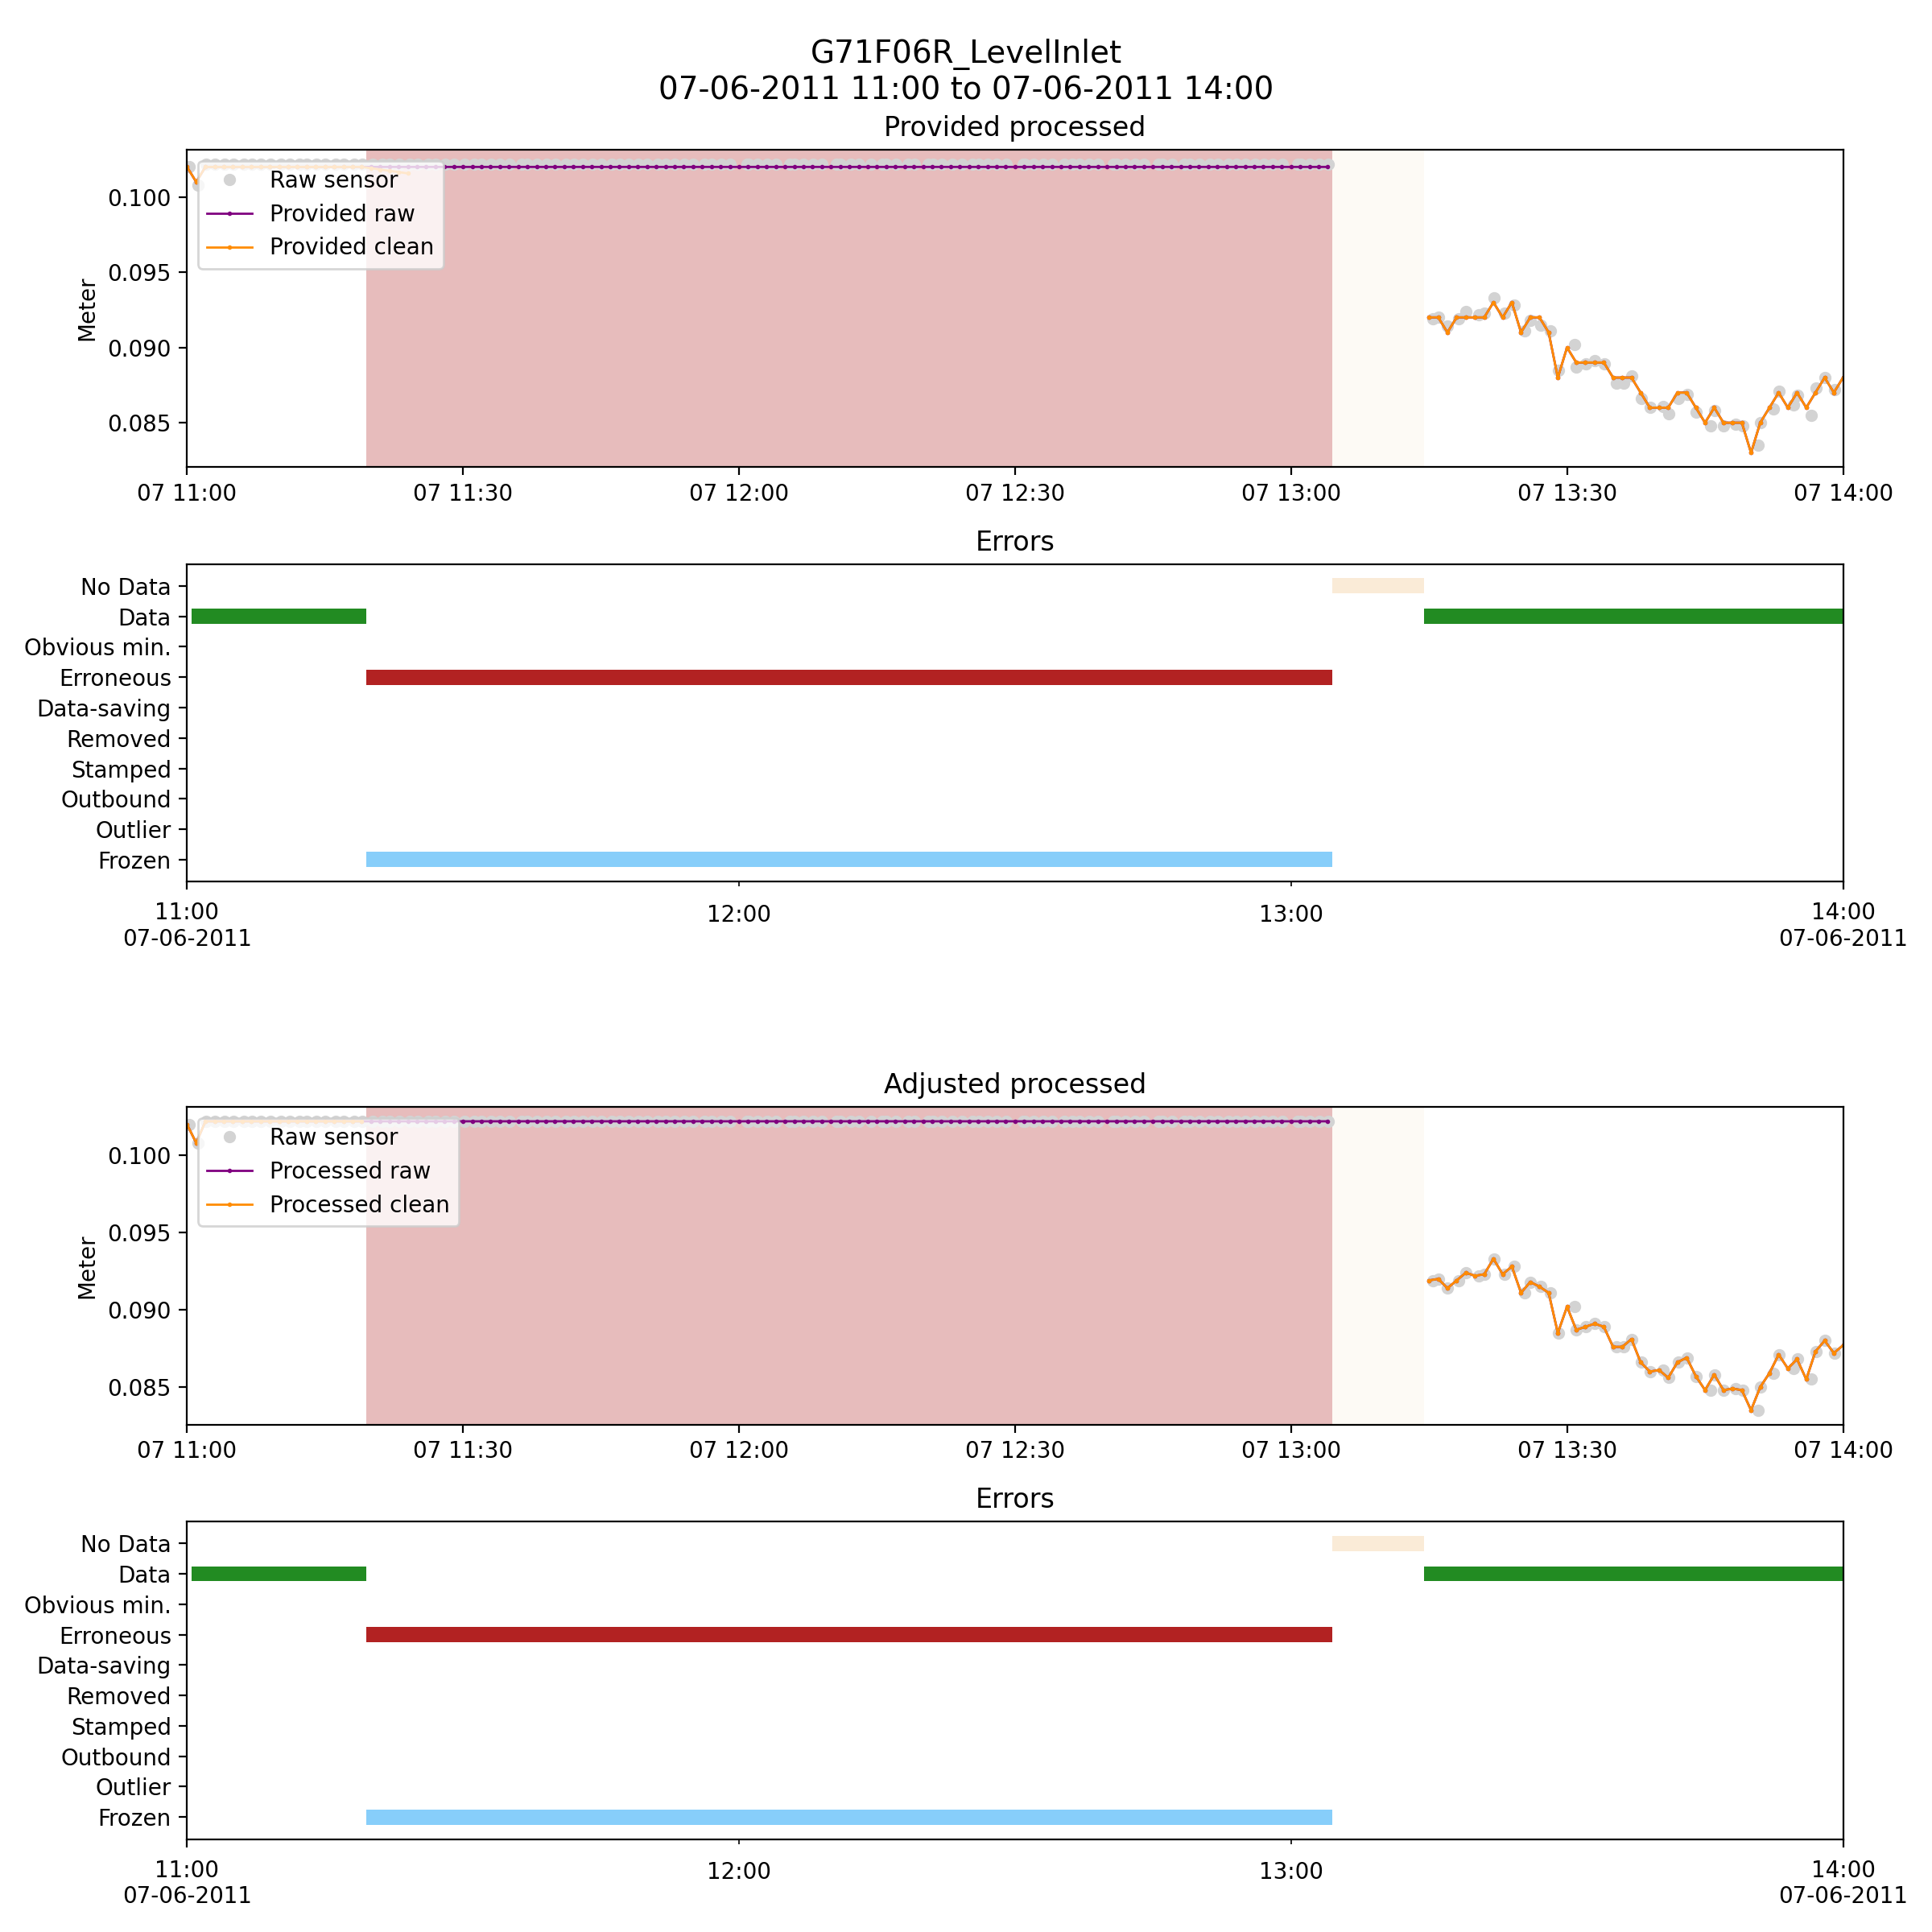 G71F06R_LevelInlet
07-06-2011 11:00 to 07-06-2011 14:00
Provided processed
Raw sensor
Provided raw
Provided clean
Meter
0.100
0.095
0.090
0.085
07 11:00 07 11:30 07 12:00 07 12:30 07 13:00 07 13:30 07 14:00
Errors
No Data
Data
Obvious min.
Erroneous
Data-saving
Removed
Stamped
Outbound
Outlier
Frozen
11:00 12:00 13:00 14:00
07-06-2011 07-06-2011
Adjusted processed
Raw sensor
Processed raw
Processed clean
Meter
0.100
0.095
0.090
0.085
07 11:00 07 11:30 07 12:00 07 12:30 07 13:00 07 13:30 07 14:00
Errors
No Data
Data
Obvious min.
Erroneous
Data-saving
Removed
Stamped
Outbound
Outlier
Frozen
11:00 12:00 13:00 14:00
07-06-2011 07-06-2011